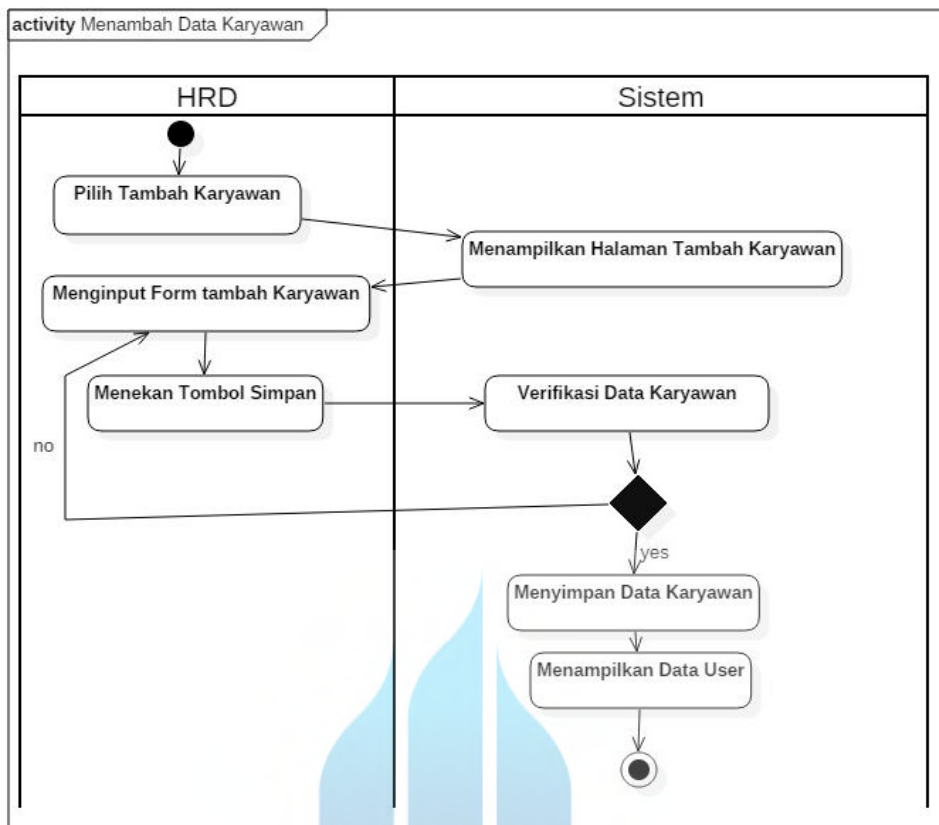 activity Menambah Data Karyawan
HRD
Sistem
Pilih Tambah Karyawan
Menampilkan Halaman Tambah Karyawan
Menginput Form tambah Karyawan
Menekan Tombol Simpan
Verifikasi Data Karyawan
no
yes
Menyimpan Data Karyawan
Menampilkan Data User